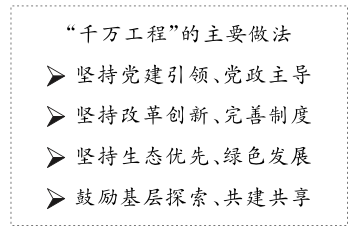 “千万工程”的主要做法
➢ 坚持党建引领、党政主导
➢ 坚持改革创新、完善制度
➢ 坚持生态优先、绿色发展
➢ 鼓励基层探索、共建共享